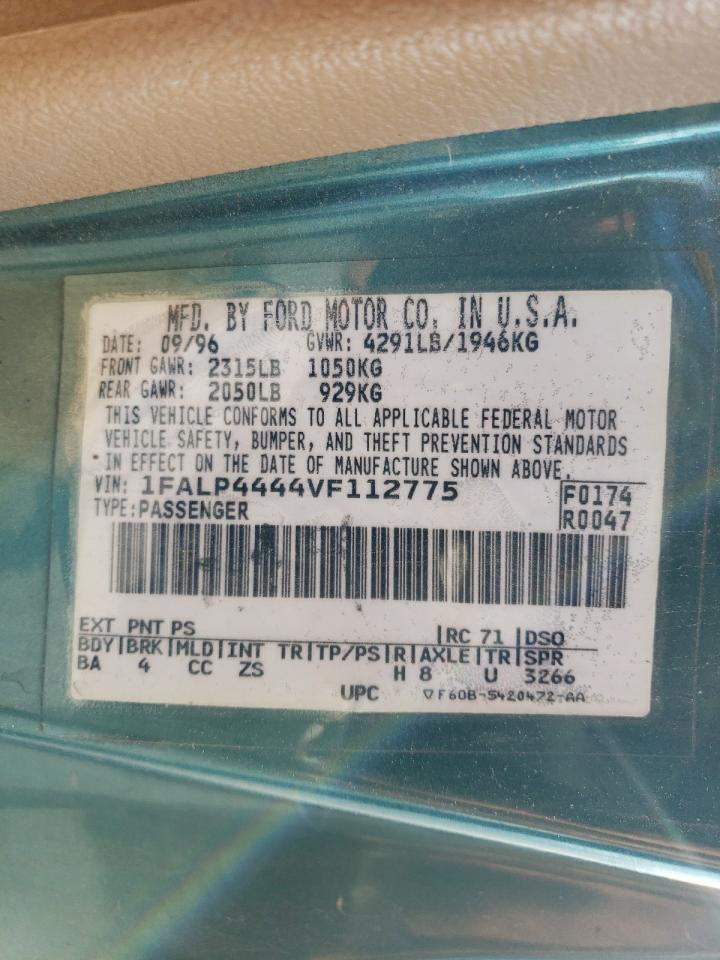 MFD. BY FORD MOTOR CO. IN U.S.A.
DATE: 09/96 GVWR: 4291LB/1946KG
FRONT GAWR: 2315LB 1050KG
REAR GAWR: 2050LB 929KG
THIS VEHICLE CONFORMS TO ALL APPLICABLE FEDERAL MOTOR
VEHICLE SAFETY, BUMPER, AND THEFT PREVENTION STANDARDS
IN EFFECT ON THE DATE OF MANUFACTURE SHOWN ABOVE.
VIN: 1FALP4444VF112775 F0174
TYPE:PASSENGER R0047
EXT PNT PS |RC 71 |DSO
BDY|BRK|MLD|INT TR|TP/PS|R|AXLE|TR|SPR
BA 4 CC ZS H 8 U 3266
UPC ▽F60B-5420472-AA